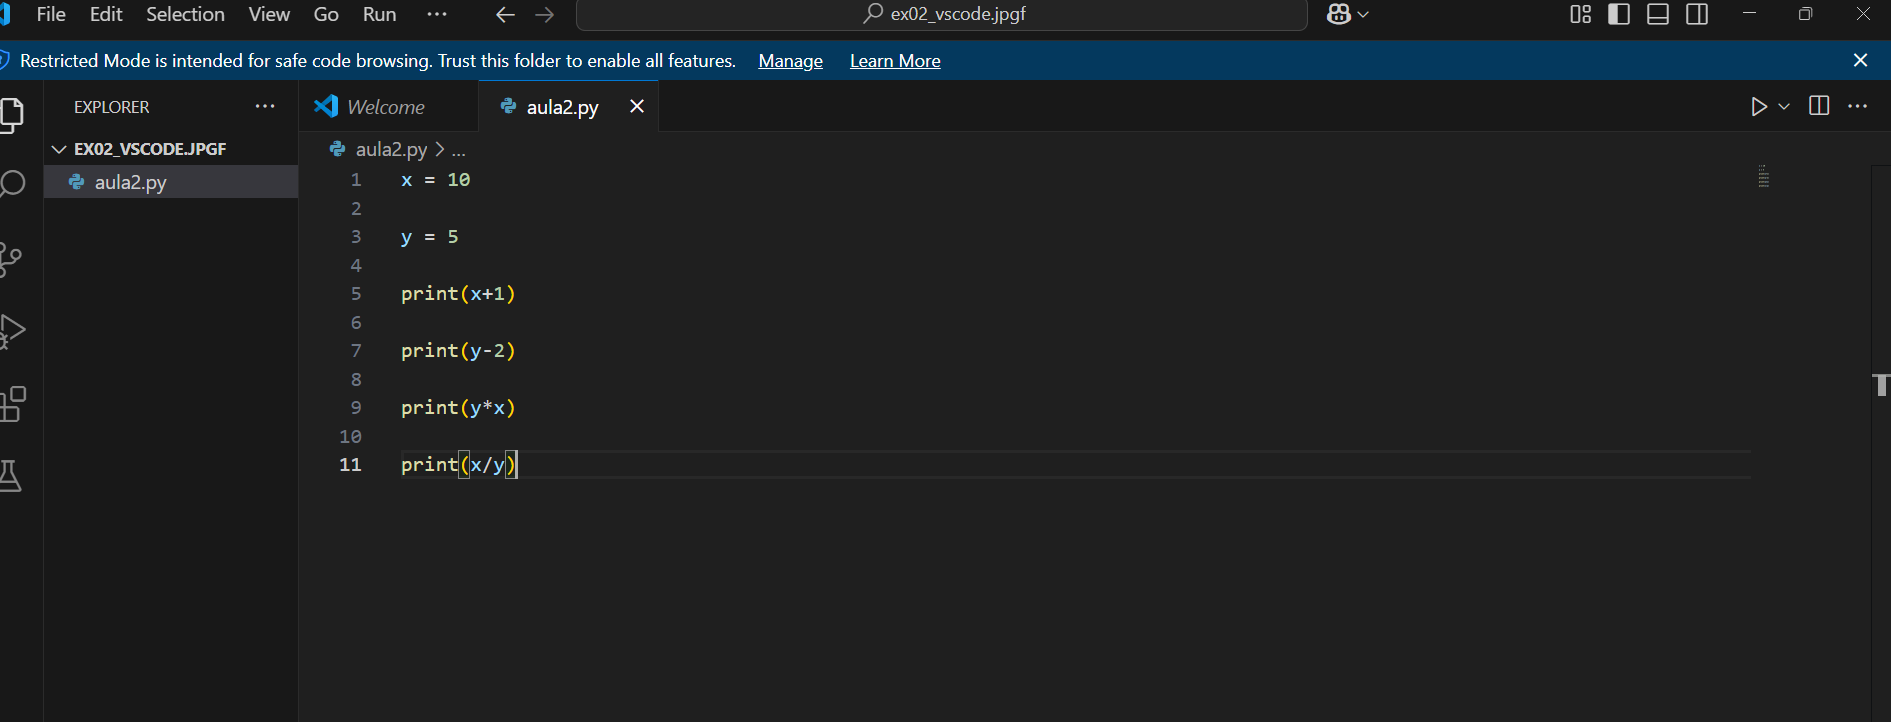 File Edit Selection View Go Run ··· ex02_vscode.jpgf
Restricted Mode is intended for safe code browsing. Trust this folder to enable all features. Manage Learn More
EXPLORER ···
Welcome aula2.py
EX02_VSCODE.JPGF
aula2.py
aula2.py > ...
1 x = 10
2
3 y = 5
4
5 print(x+1)
6
7 print(y-2)
8
9 print(y*x)
10
11 print(x/y)